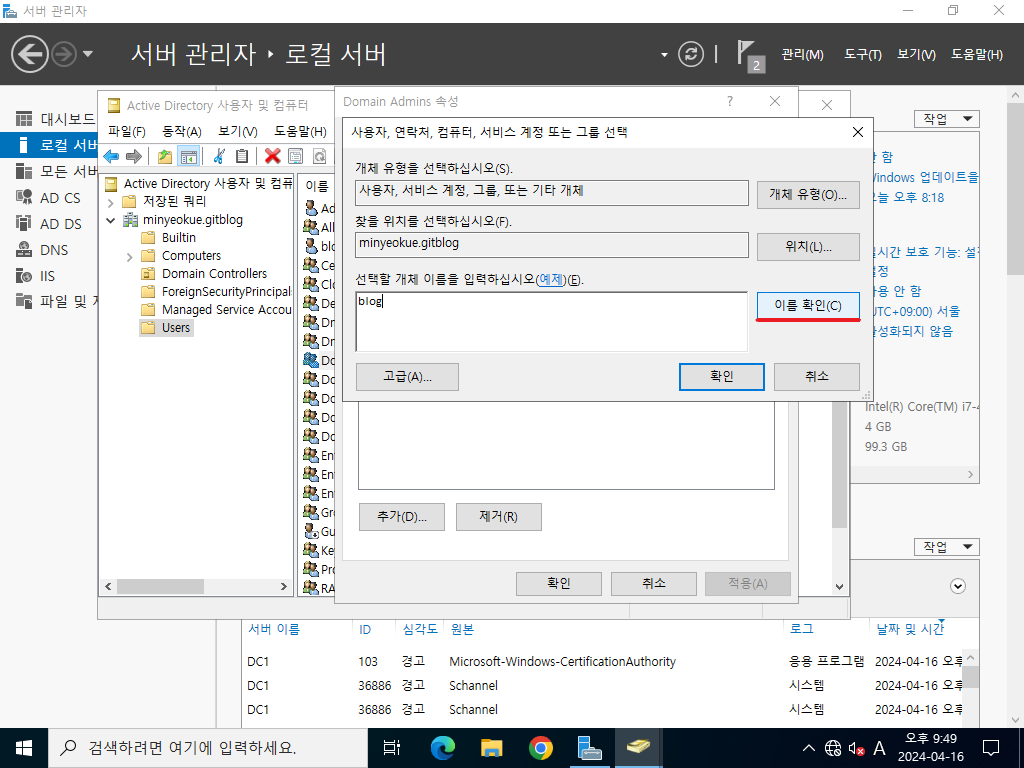 서버 관리자
서버 관리자 ‣ 로컬 서버
2
관리(M) 도구(T) 보기(V) 도움말(H)
대시보드
로컬 서버
모든 서버
AD CS
AD DS
DNS
IIS
파일 및
Active Directory 사용자 및 컴퓨터
파일(F) 동작(A) 보기(V) 도움말(H)
Active Directory 사용자 및 컴퓨
저장된 쿼리
minyeokue.gitblog
Builtin
Computers
Domain Controllers
ForeignSecurityPrincipal
Managed Service Accou
Users
이름
Ad
All
blo
Ce
Clo
De
Dn
Dn
Do
Do
Do
Do
Do
En
En
En
Gr
Gu
Ke
Pro
RA
Domain Admins 속성
?
사용자, 연락처, 컴퓨터, 서비스 계정 또는 그룹 선택
개체 유형을 선택하십시오(S).
사용자, 서비스 계정, 그룹, 또는 기타 개체
개체 유형(O)...
찾을 위치를 선택하십시오(F).
minyeokue.gitblog
위치(L)...
선택할 개체 이름을 입력하십시오(예제)(E).
blog
이름 확인(C)
고급(A)...
확인
취소
추가(D)...
제거(R)
확인
취소
적용(A)
작업
안 함
Windows 업데이트를
오늘 오후 8:18
실시간 보호 기능: 설정
설정
사용 안 함
UTC+09:00) 서울
활성화되지 않음
Intel(R) Core(TM) i7-4
4 GB
99.3 GB
작업
서버 이름 ID 심각도 원본 로그 날짜 및 시간
DC1 103 경고 Microsoft-Windows-CertificationAuthority 응용 프로그램 2024-04-16 오후
DC1 36886 경고 Schannel 시스템 2024-04-16 오후
DC1 36886 경고 Schannel 시스템 2024-04-16 오후
검색하려면 여기에 입력하세요.
A
오후 9:49
2024-04-16